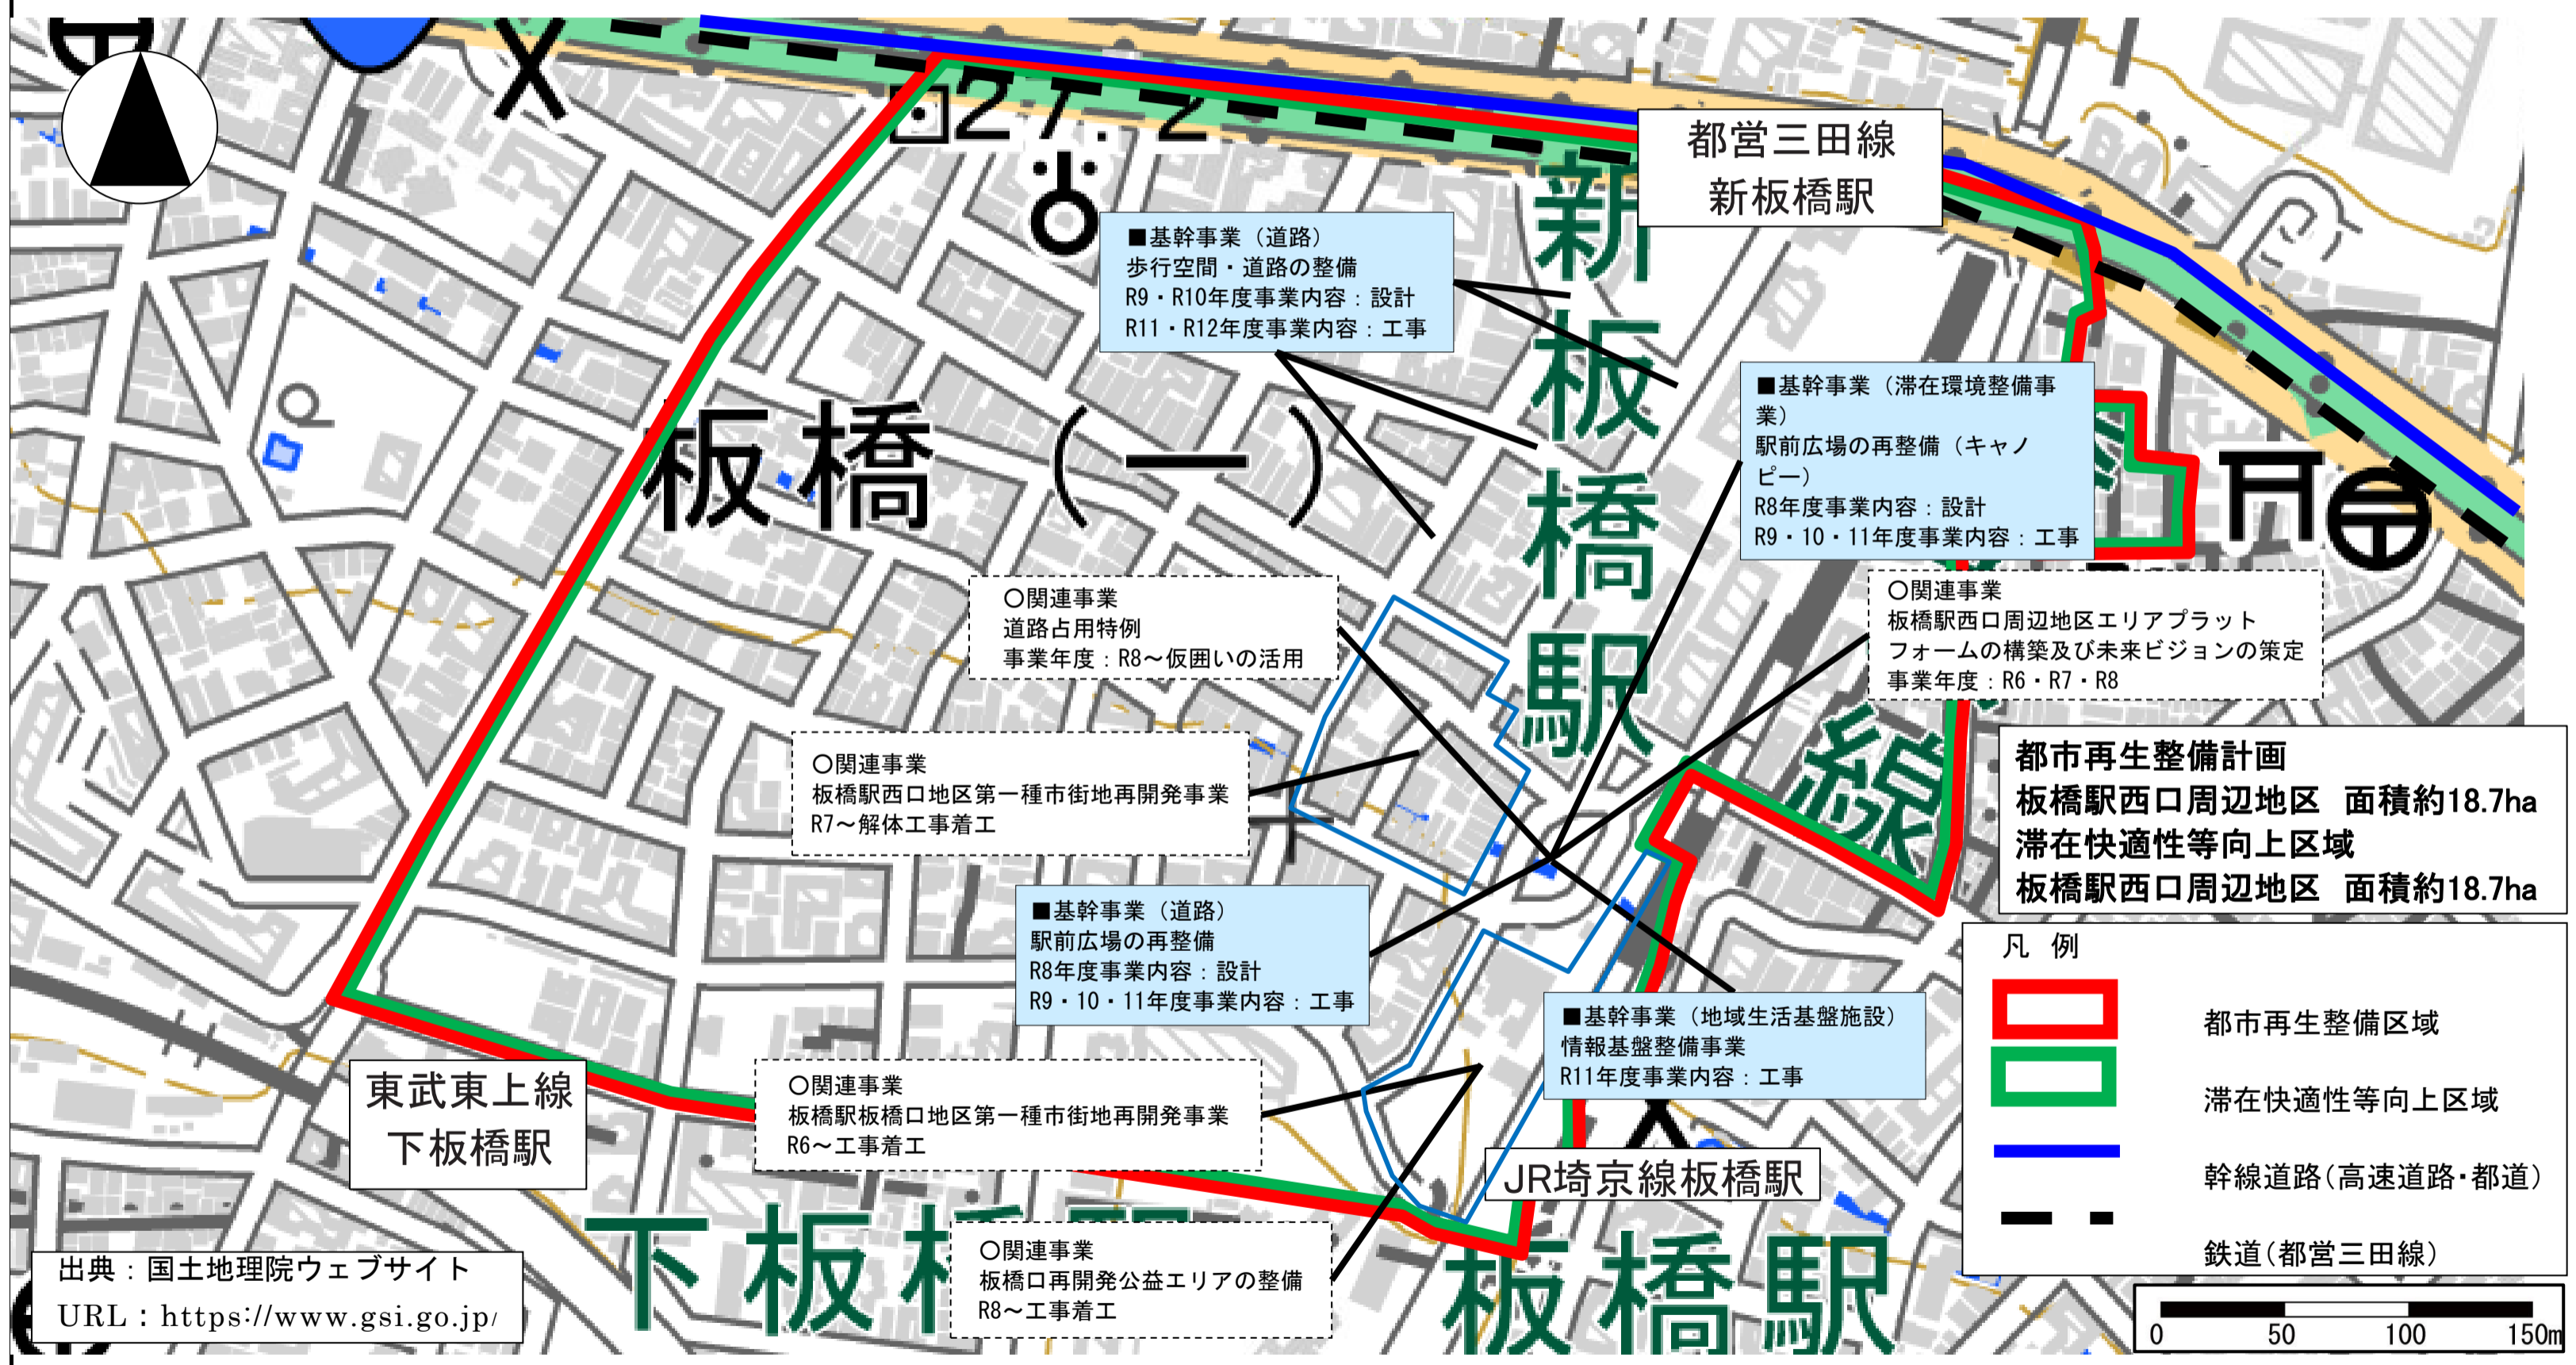 27.2
都営三田線
新板橋駅
■基幹事業（道路）
歩行空間・道路の整備
R9・R10年度事業内容：設計
R11・R12年度事業内容：工事
新板橋駅
■基幹事業（滞在環境整備事
業）
駅前広場の再整備（キャノ
ピー）
R8年度事業内容：設計
R9・10・11年度事業内容：工事
板橋（一）
〇関連事業
道路占用特例
事業年度：R8～仮囲いの活用
〇関連事業
板橋駅西口周辺地区エリアプラット
フォームの構築及び未来ビジョンの策定
事業年度：R6・R7・R8
線
〇関連事業
板橋駅西口地区第一種市街地再開発事業
R7～解体工事着工
都市再生整備計画
板橋駅西口周辺地区　面積約18.7ha
滞在快適性等向上区域
板橋駅西口周辺地区　面積約18.7ha
■基幹事業（道路）
駅前広場の再整備
R8年度事業内容：設計
R9・10・11年度事業内容：工事
■基幹事業（地域生活基盤施設）
情報基盤整備事業
R11年度事業内容：工事
凡 例
都市再生整備区域
滞在快適性等向上区域
幹線道路(高速道路・都道)
鉄道(都営三田線)
東武東上線
下板橋駅
〇関連事業
板橋駅板橋口地区第一種市街地再開発事業
R6～工事着工
JR埼京線板橋駅
下板
〇関連事業
板橋口再開発公益エリアの整備
R8～工事着工
板橋駅
出典：国土地理院ウェブサイト
URL：https://www.gsi.go.jp/
0 50 100 150m